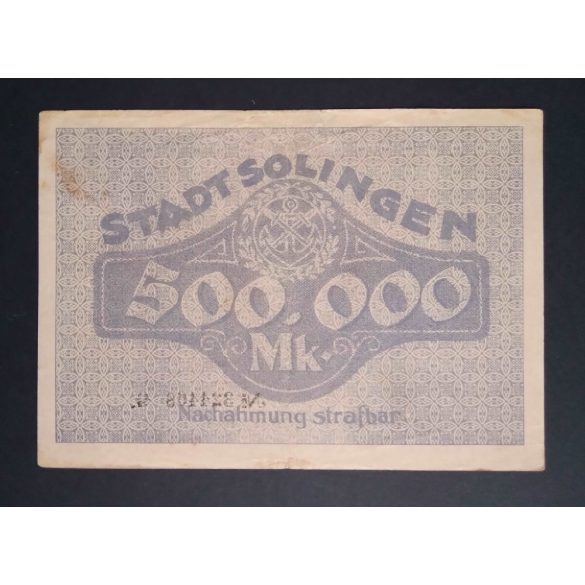 STADT SOLINGEN
500.000
Mk.
Nachahmung strafbar